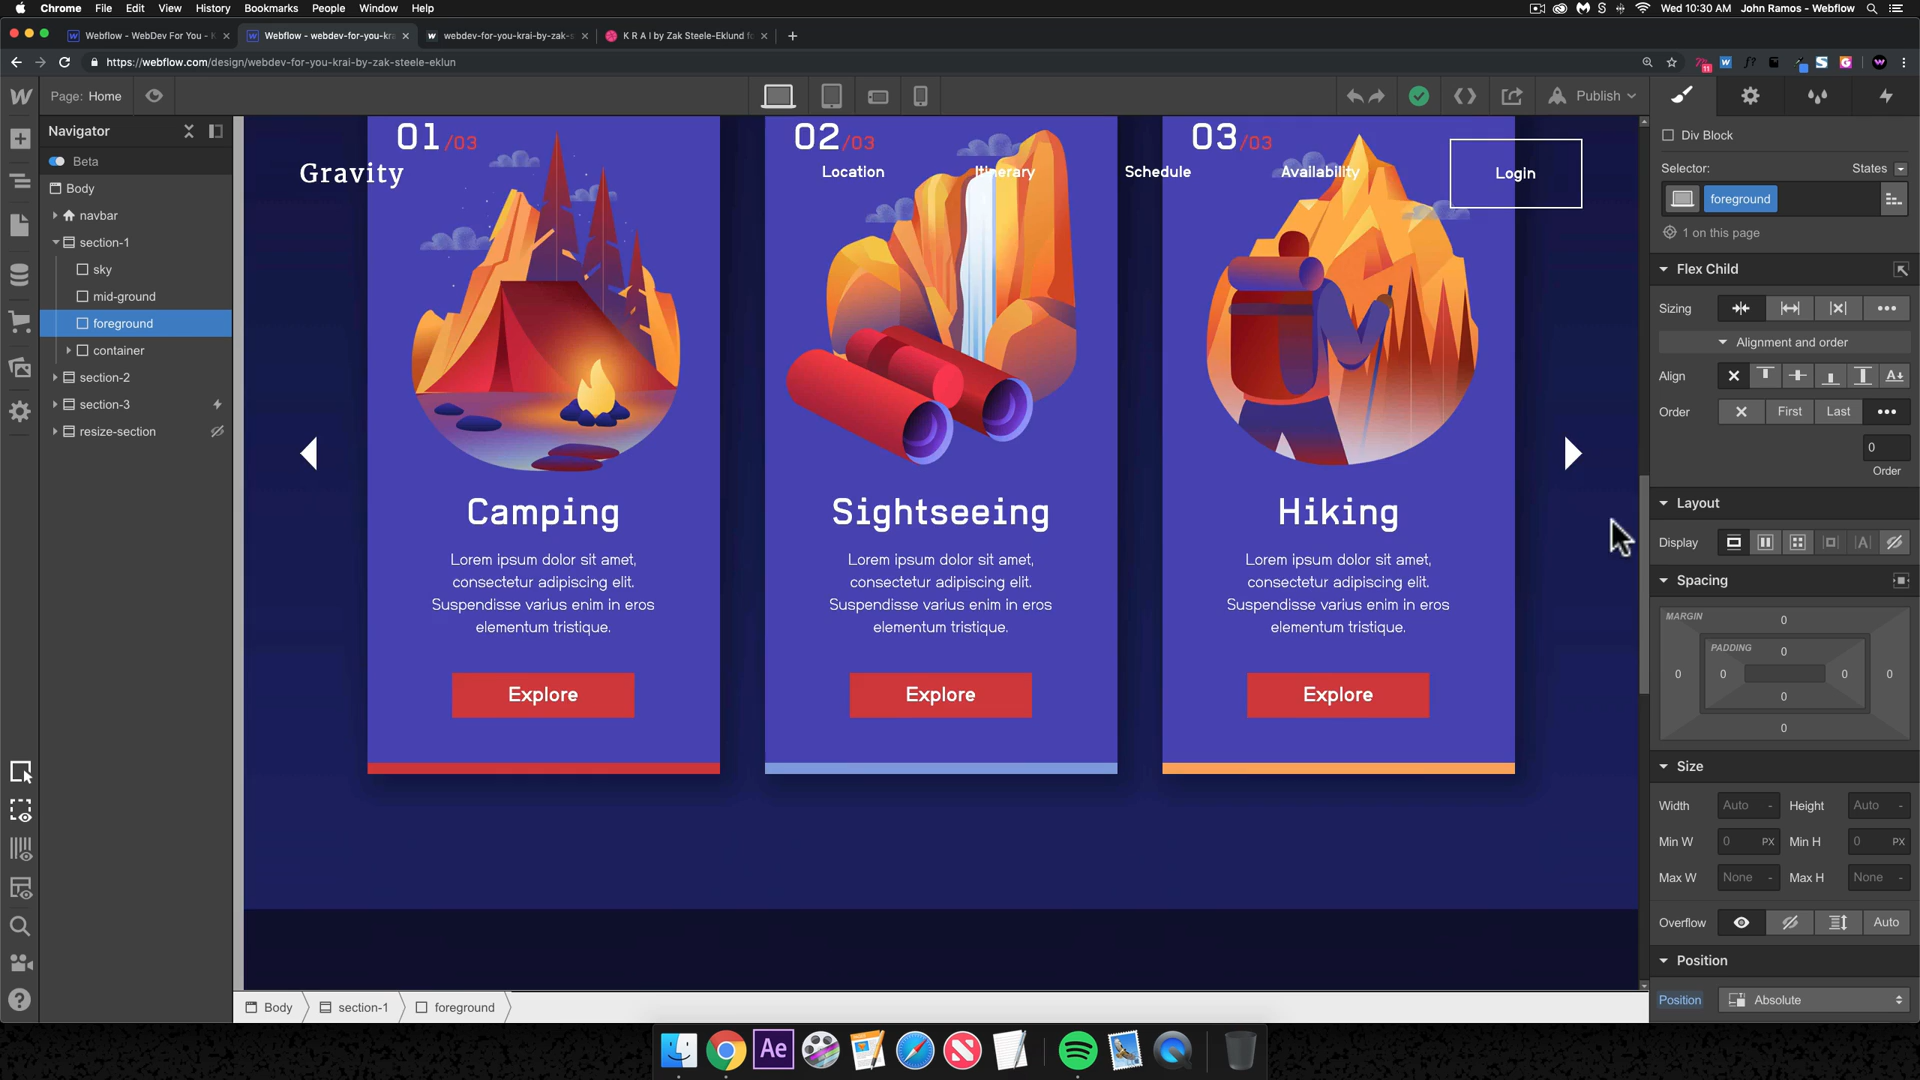 Chrome File Edit View History Bookmarks People Window Help
Wed 10:30 AM John Ramos - Webflow
Webflow - WebDev For You - K
Webflow - webdev-for-you-kra
webdev-for-you-krai-by-zak-s
K R A I by Zak Steele-Eklund fo
https://webflow.com/design/webdev-for-you-krai-by-zak-steele-eklun
11
Page: Home
Publish
Navigator
Beta
Body
navbar
section-1
sky
mid-ground
foreground
container
section-2
section-3
resize-section
01/03
02/03
03/03
Gravity
Location
Itinerary
Schedule
Availability
Login
Camping
Lorem ipsum dolor sit amet,
consectetur adipiscing elit.
Suspendisse varius enim in eros
elementum tristique.
Explore
Sightseeing
Lorem ipsum dolor sit amet,
consectetur adipiscing elit.
Suspendisse varius enim in eros
elementum tristique.
Explore
Hiking
Lorem ipsum dolor sit amet,
consectetur adipiscing elit.
Suspendisse varius enim in eros
elementum tristique.
Explore
Div Block
Selector:
States
foreground
1 on this page
Flex Child
Sizing
Alignment and order
Align
Order
First
Last
0
Order
Layout
Display
Spacing
MARGIN
0
PADDING
0
0 0 0 0
0
0
Size
Width Auto - Height Auto -
Min W 0 PX Min H 0 PX
Max W None - Max H None -
Overflow
Auto
Position
Position
Absolute
Body
section-1
foreground
Ae